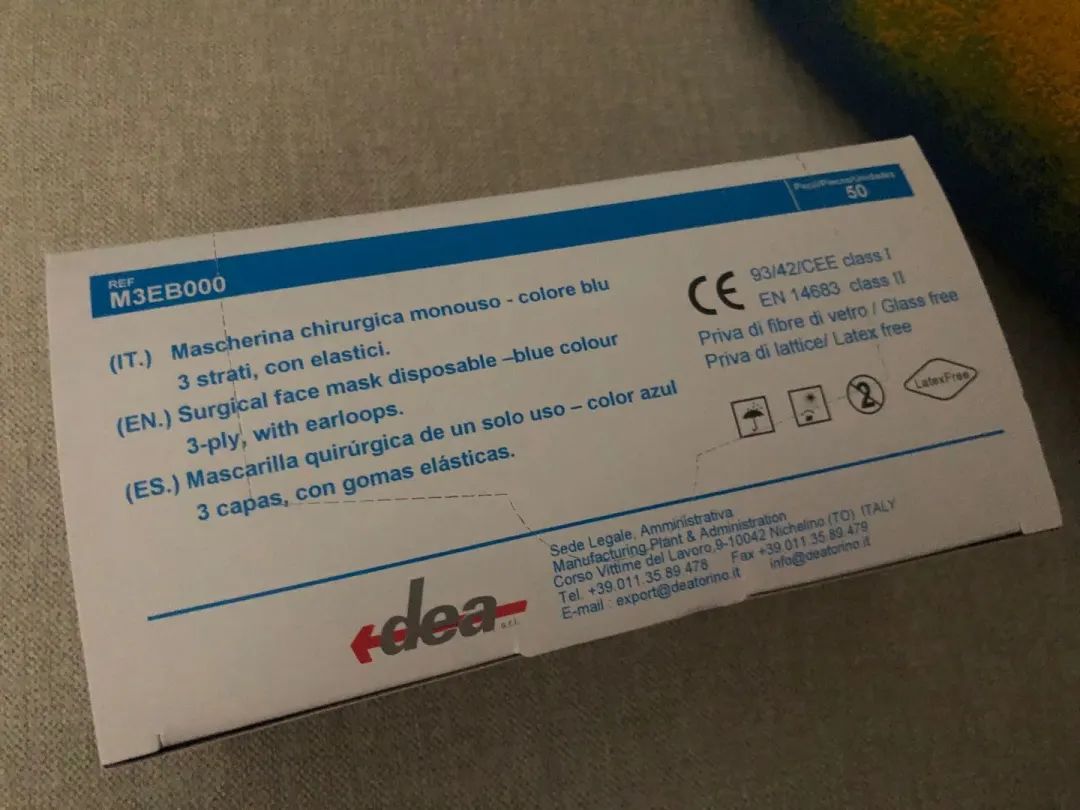 Pezzi/Pieces/Unidades
50
REF
M3EB000
(IT.) Mascherina chirurgica monouso - colore blu
3 strati, con elastici.
(EN.) Surgical face mask disposable –blue colour
3-ply, with earloops.
(ES.) Mascarilla quirúrgica de un solo uso – color azul
3 capas, con gomas elásticas.
CE 93/42/CEE class I
EN 14683 class II
Priva di fibre di vetro / Glass free
Priva di lattice/ Latex free
2
LatexFree
Sede Legale, Amministrativa
Manufacturing Plant & Administration
Corso Vittime del Lavoro,9-10042 Nichelino (TO) ITALY
Tel. +39.011.35 89 478 Fax +39 011.35 89.479
E-mail : export@deatorino.it info@deatorino.it
dea s.r.l.